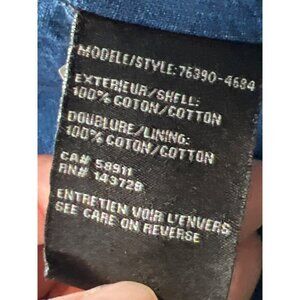 MODELE/STYLE: 76390-4684
EXTERIEUR/SHELL:
100% COTON/COTTON
DOUBLURE/LINING:
100% COTON/COTTON
CA# 58911
RN# 143728
ENTRETIEN VOIR L'ENVERS
SEE CARE ON REVERSE